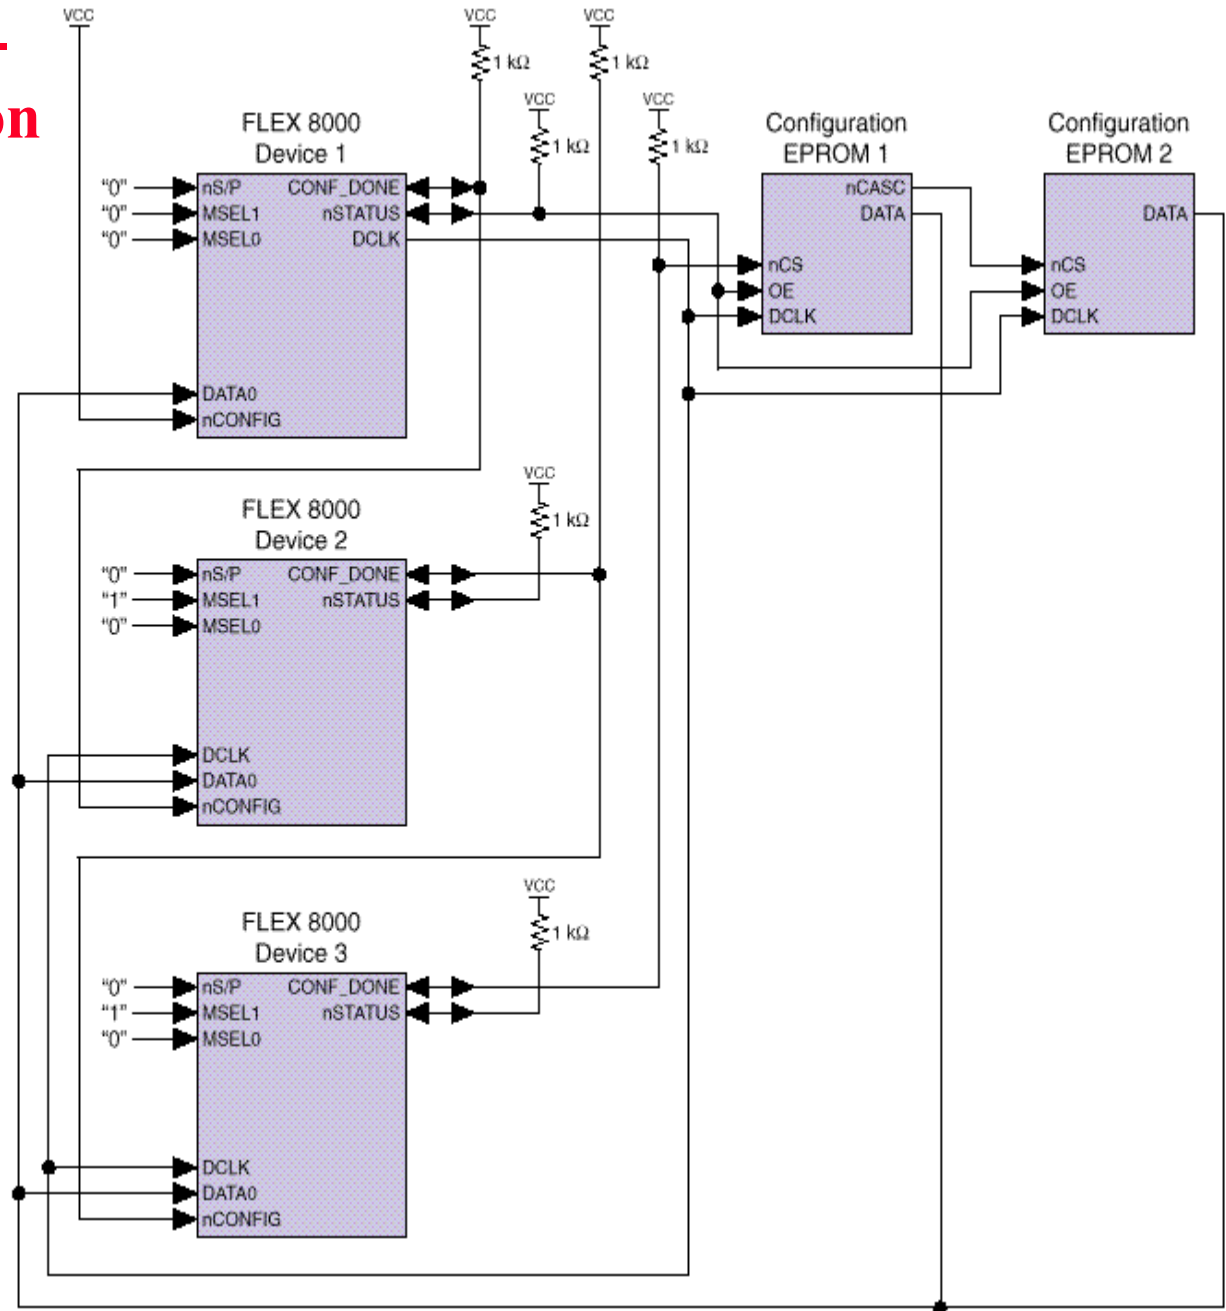 VCC
VCC
VCC
1 kΩ
1 kΩ
on
VCC
VCC
1 kΩ
1 kΩ
FLEX 8000
Device 1
Configuration
EPROM 1
Configuration
EPROM 2
"0"
nS/P
CONF_DONE
"0"
MSEL1
nSTATUS
"0"
MSEL0
DCLK
DATA0
nCONFIG
nCASC
DATA
nCS
OE
DCLK
DATA
nCS
OE
DCLK
VCC
1 kΩ
FLEX 8000
Device 2
"0"
nS/P
CONF_DONE
"1"
MSEL1
nSTATUS
"0"
MSEL0
DCLK
DATA0
nCONFIG
VCC
1 kΩ
FLEX 8000
Device 3
"0"
nS/P
CONF_DONE
"1"
MSEL1
nSTATUS
"0"
MSEL0
DCLK
DATA0
nCONFIG